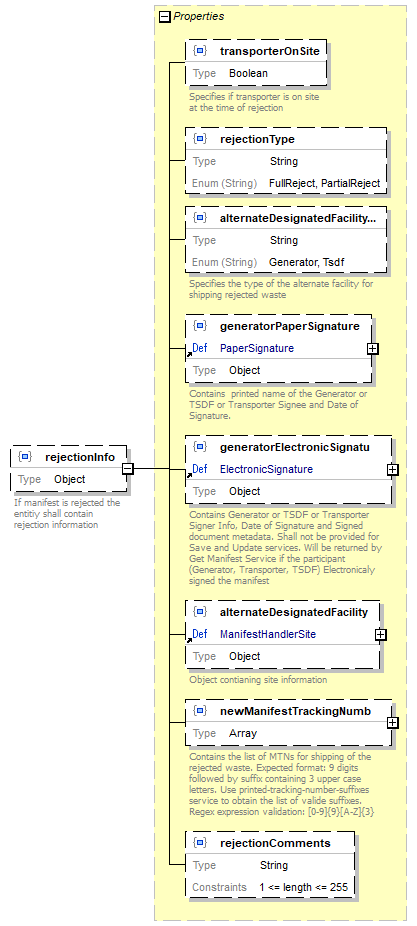 Properties
transporterOnSite
Type Boolean
Specifies if transporter is on site
at the time of rejection
rejectionType
Type String
Enum (String) FullReject, PartialReject
alternateDesignatedFacility...
Type String
Enum (String) Generator, Tsdf
Specifies the type of the alternate facility for
shipping rejected waste
generatorPaperSignature
Def PaperSignature
Type Object
Contains printed name of the Generator or
TSDF or Transporter Signee and Date of
Signature.
rejectionInfo
Type Object
If manifest is rejected the
entitiy shall contain
rejection information
generatorElectronicSignatu
Def ElectronicSignature
Type Object
Contains Generator or TSDF or Transporter
Signer Info, Date of Signature and Signed
document metadata. Shall not be provided for
Save and Update services. Will be returned by
Get Manifest Service if the participant
(Generator, Transporter, TSDF) Electronicaly
signed the manifest
alternateDesignatedFacility
Def ManifestHandlerSite
Type Object
Object contianing site information
newManifestTrackingNumb
Type Array
Contains the list of MTNs for shipping of the
rejected waste. Expected format: 9 digits
followed by suffix containing 3 upper case
letters. Use printed-tracking-number-suffixes
service to obtain the list of valide suffixes.
Regex expression validation: [0-9]{9}[A-Z]{3}
rejectionComments
Type String
Constraints 1 <= length <= 255